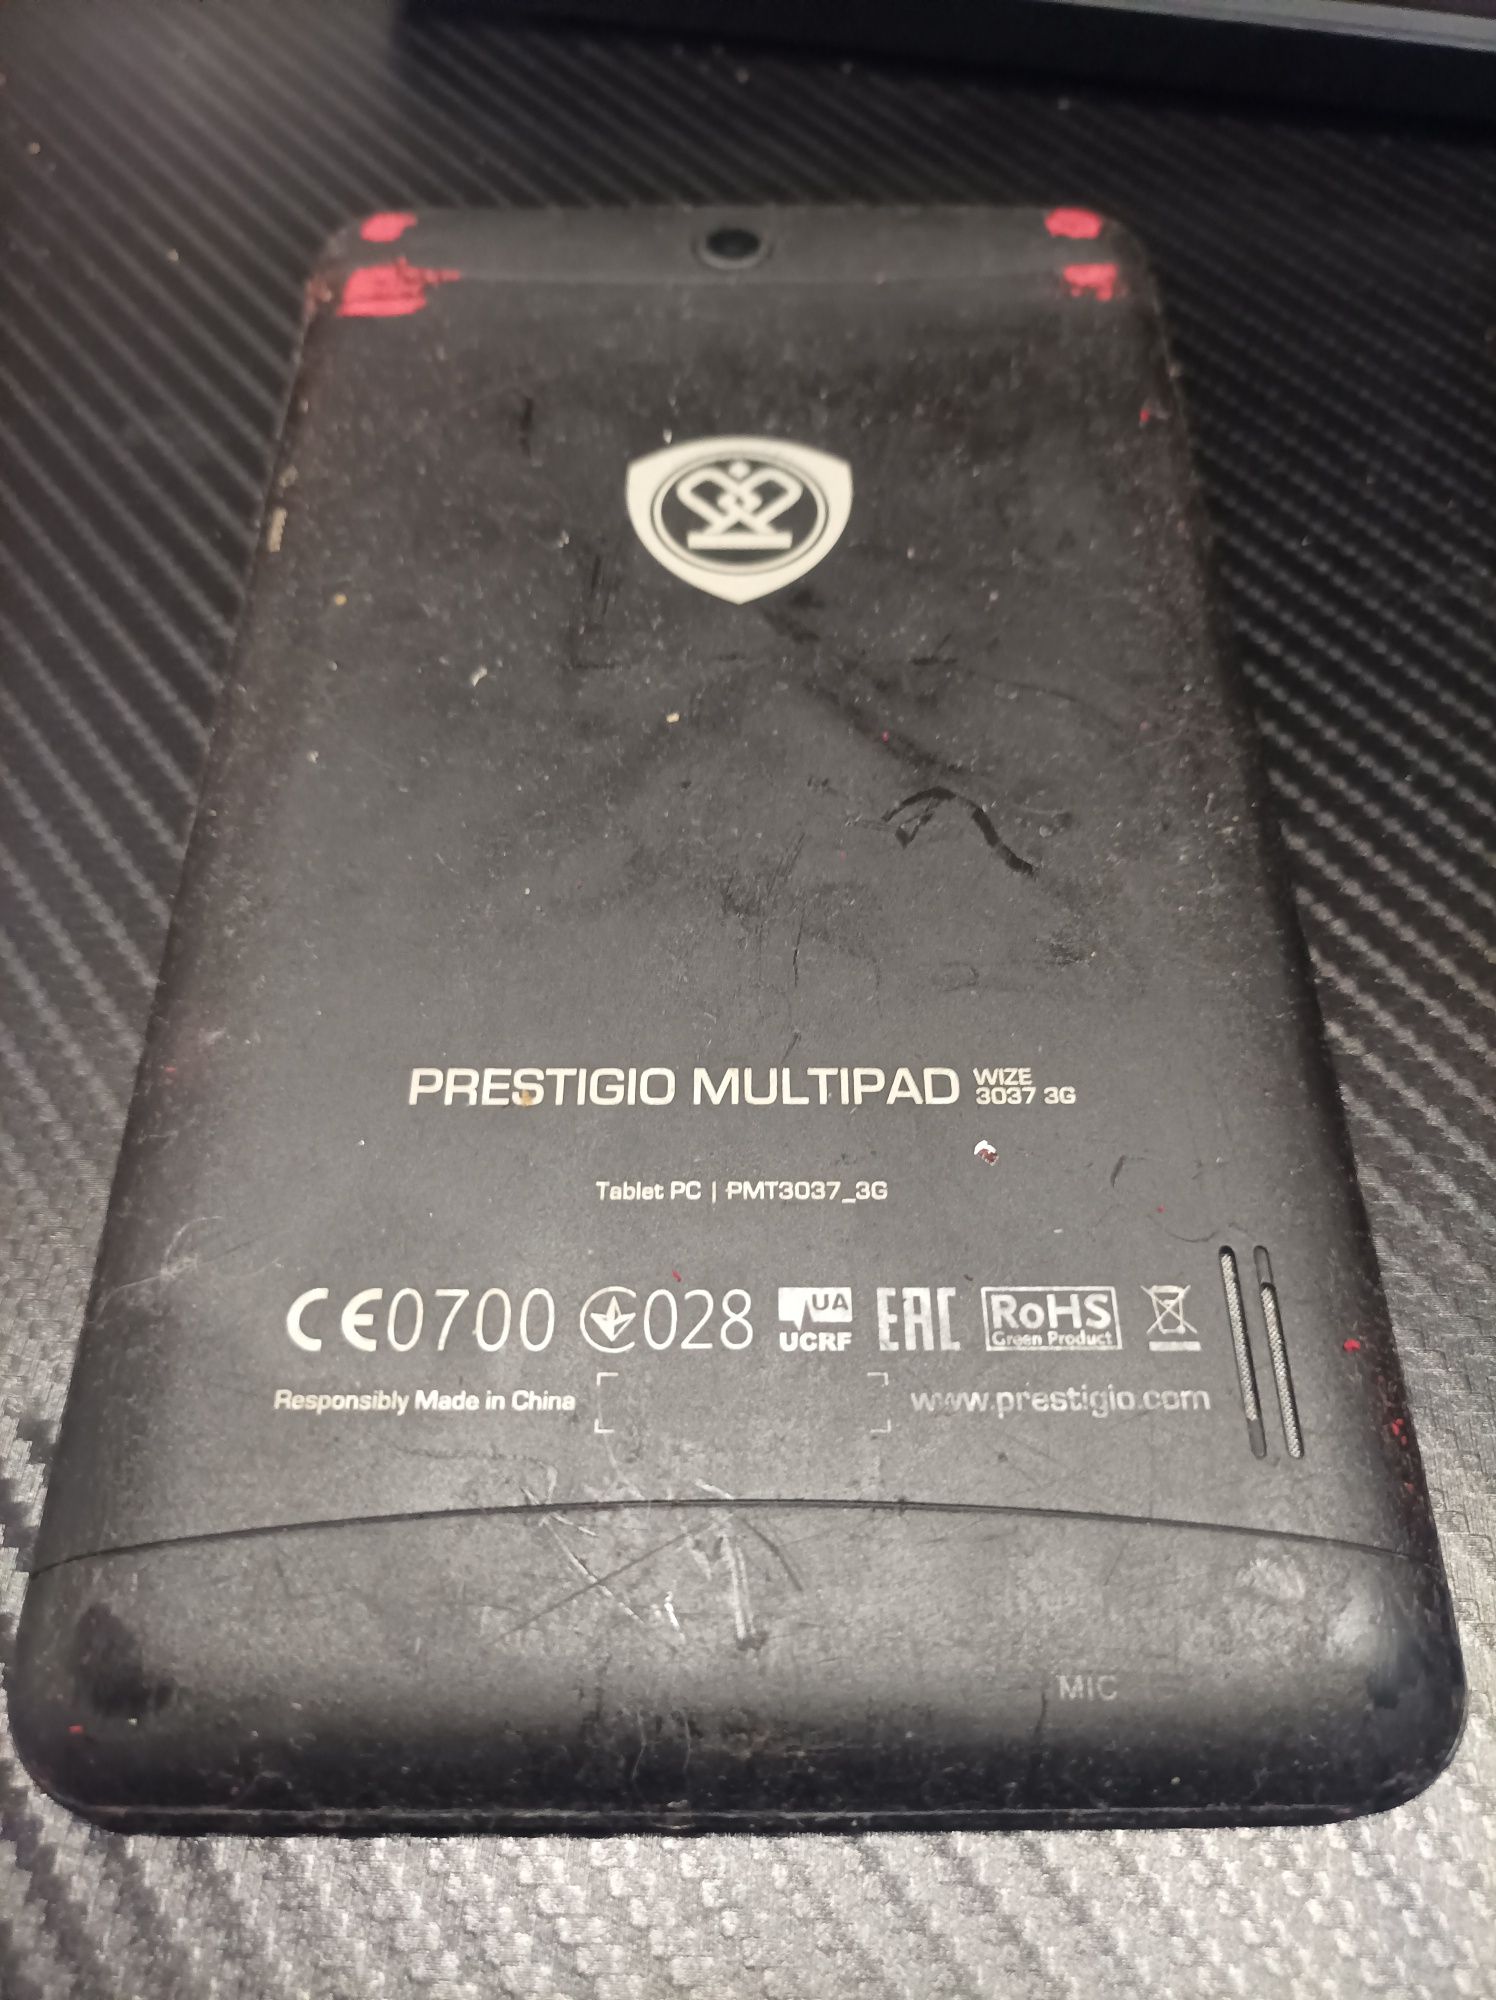 PRESTIGIO MULTIPAD WIZE 3037 3G
Tablet PC | PMT3037_3G
CE0700 028 UA UCRF EAC RoHS Green Product
Responsibly Made in China www.prestigio.com
MIC